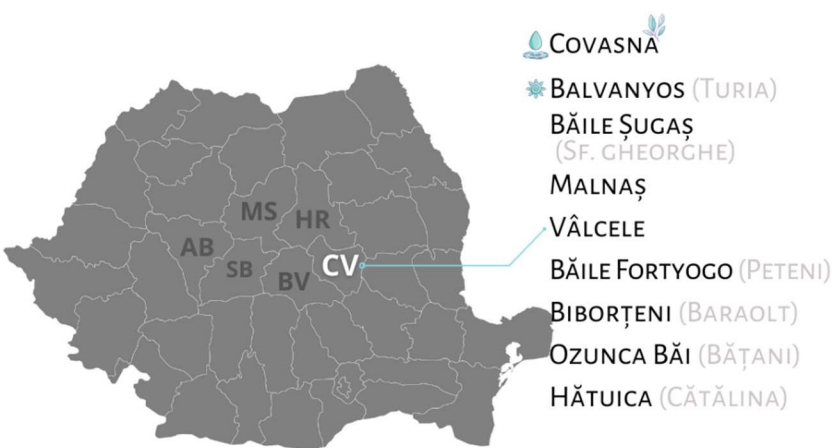 COVASNA
BALVANYOS (TURIA)
BĂILE ȘUGAȘ
(SF. GHEORGHE)
MALNAȘ
VÂLCELE
BĂILE FORTYOGO (PETENI)
BIBORȚENI (BARAOLT)
OZUNCA BĂI (BĂȚANI)
HĂTUICA (CĂTĂLINA)
MS
HR
AB
SB
BV
CV